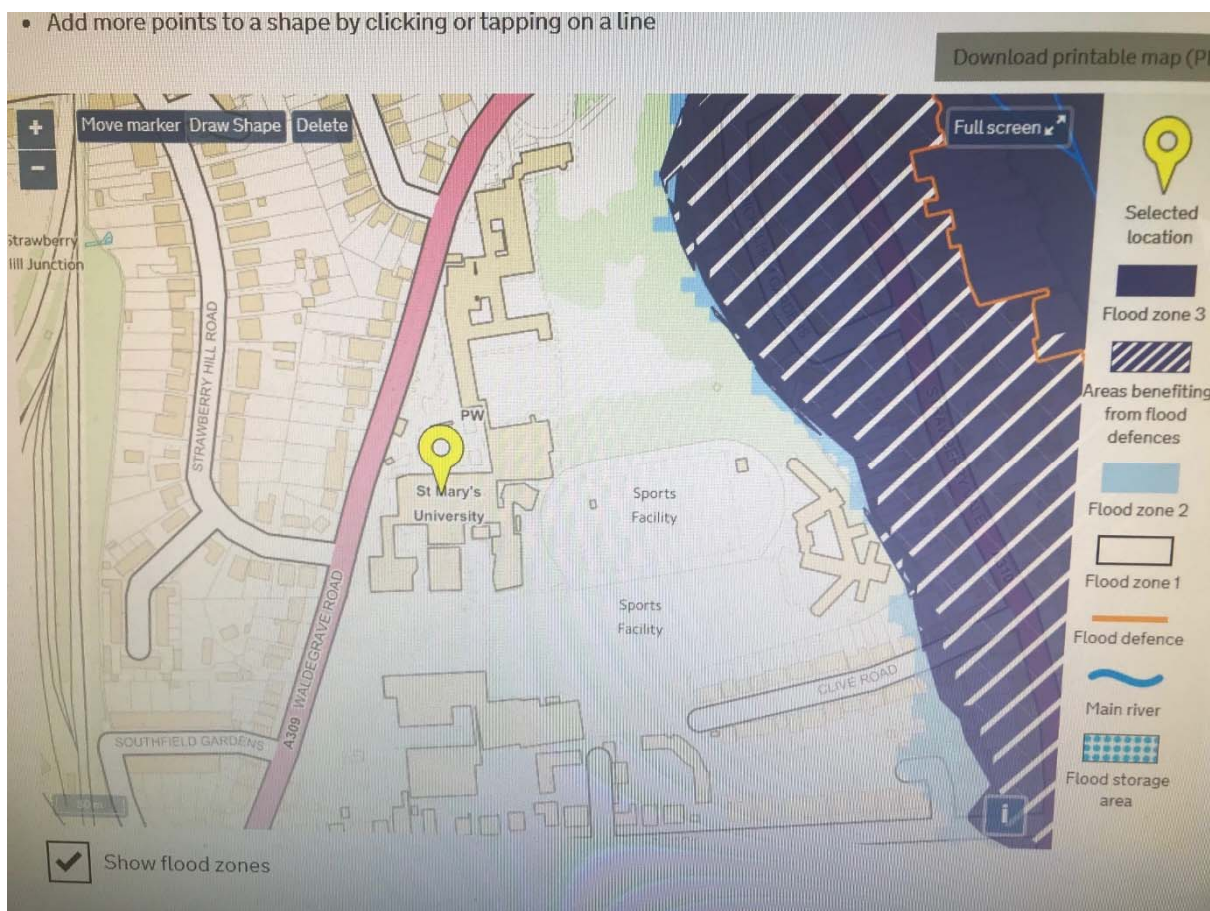 • Add more points to a shape by clicking or tapping on a line
+
Move marker Draw Shape Delete
−
Full screen
Strawberry
Hill Junction
STRAWBERRY HILL ROAD
PW
St Mary's
University
Sports
Facility
Sports
Facility
A309 WALDEGRAVE ROAD
CLIVE ROAD
SOUTHFIELD GARDENS
50 m
i
Download printable map
Selected
location
Flood zone 3
Areas benefiting
from flood
defences
Flood zone 2
Flood zone 1
Flood defence
Main river
Flood storage
area
Show flood zones